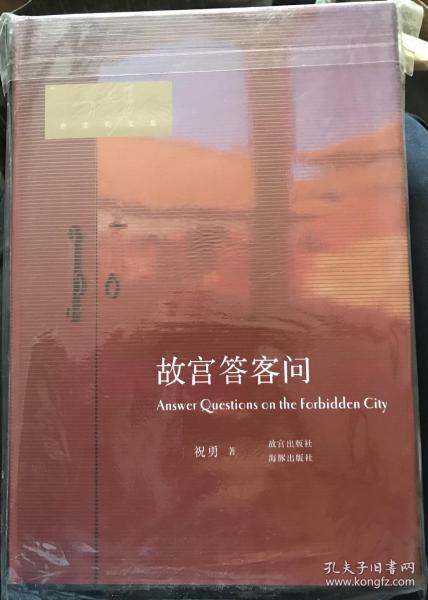 故宫答客问
Answer Questions on the Forbidden City
祝勇 著
故宫出版社
海豚出版社
孔夫子旧书网
www.kongfz.com